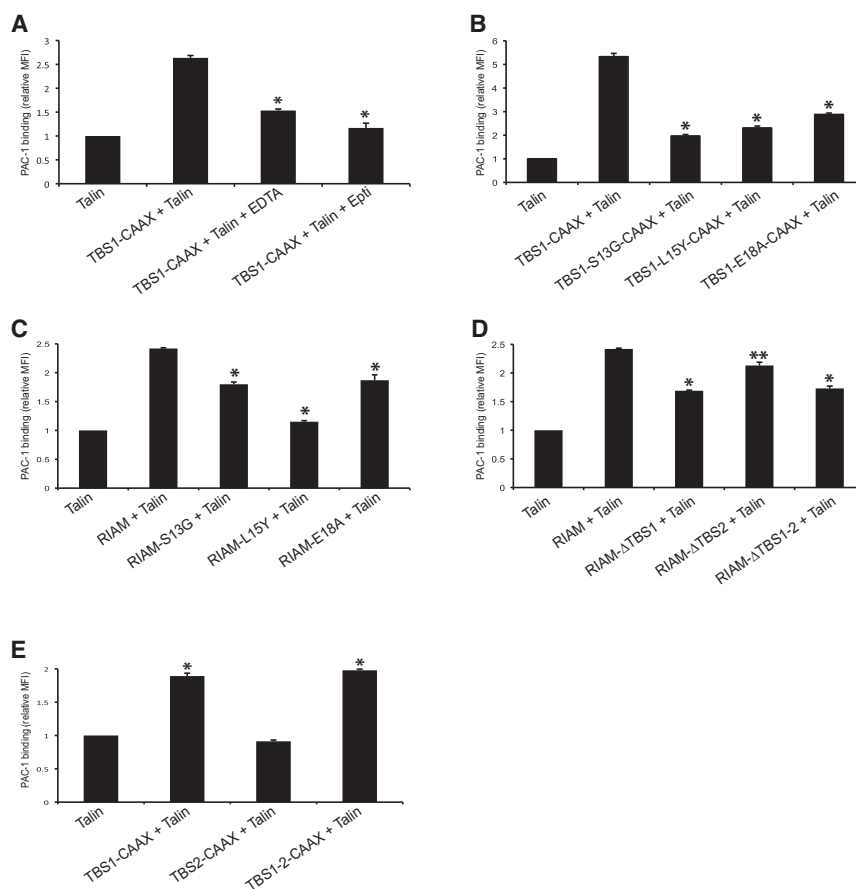 A
PAC-1 binding (relative MFI)
3
2.5
2
1.5
1
0.5
0
*
*
Talin
TBS1-CAAX + Talin
TBS1-CAAX + Talin + EDTA
TBS1-CAAX + Talin + Epti
B
PAC-1 binding (relative MFI)
6
5
4
3
2
1
0
*
*
*
Talin
TBS1-CAAX + Talin
TBS1-S13G-CAAX + Talin
TBS1-L15Y-CAAX + Talin
TBS1-E18A-CAAX + Talin
C
PAC-1 binding (relative MFI)
2.5
2
1.5
1
0.5
0
*
*
*
Talin
RIAM + Talin
RIAM-S13G + Talin
RIAM-L15Y + Talin
RIAM-E18A + Talin
D
PAC-1 binding (relative MFI)
2.5
2
1.5
1
0.5
0
*
**
*
Talin
RIAM + Talin
RIAM-ΔTBS1 + Talin
RIAM-ΔTBS2 + Talin
RIAM-ΔTBS1-2 + Talin
E
PAC-1 binding (relative MFI)
2
1.5
1
0.5
0
*
*
Talin
TBS1-CAAX + Talin
TBS2-CAAX + Talin
TBS1-2-CAAX + Talin